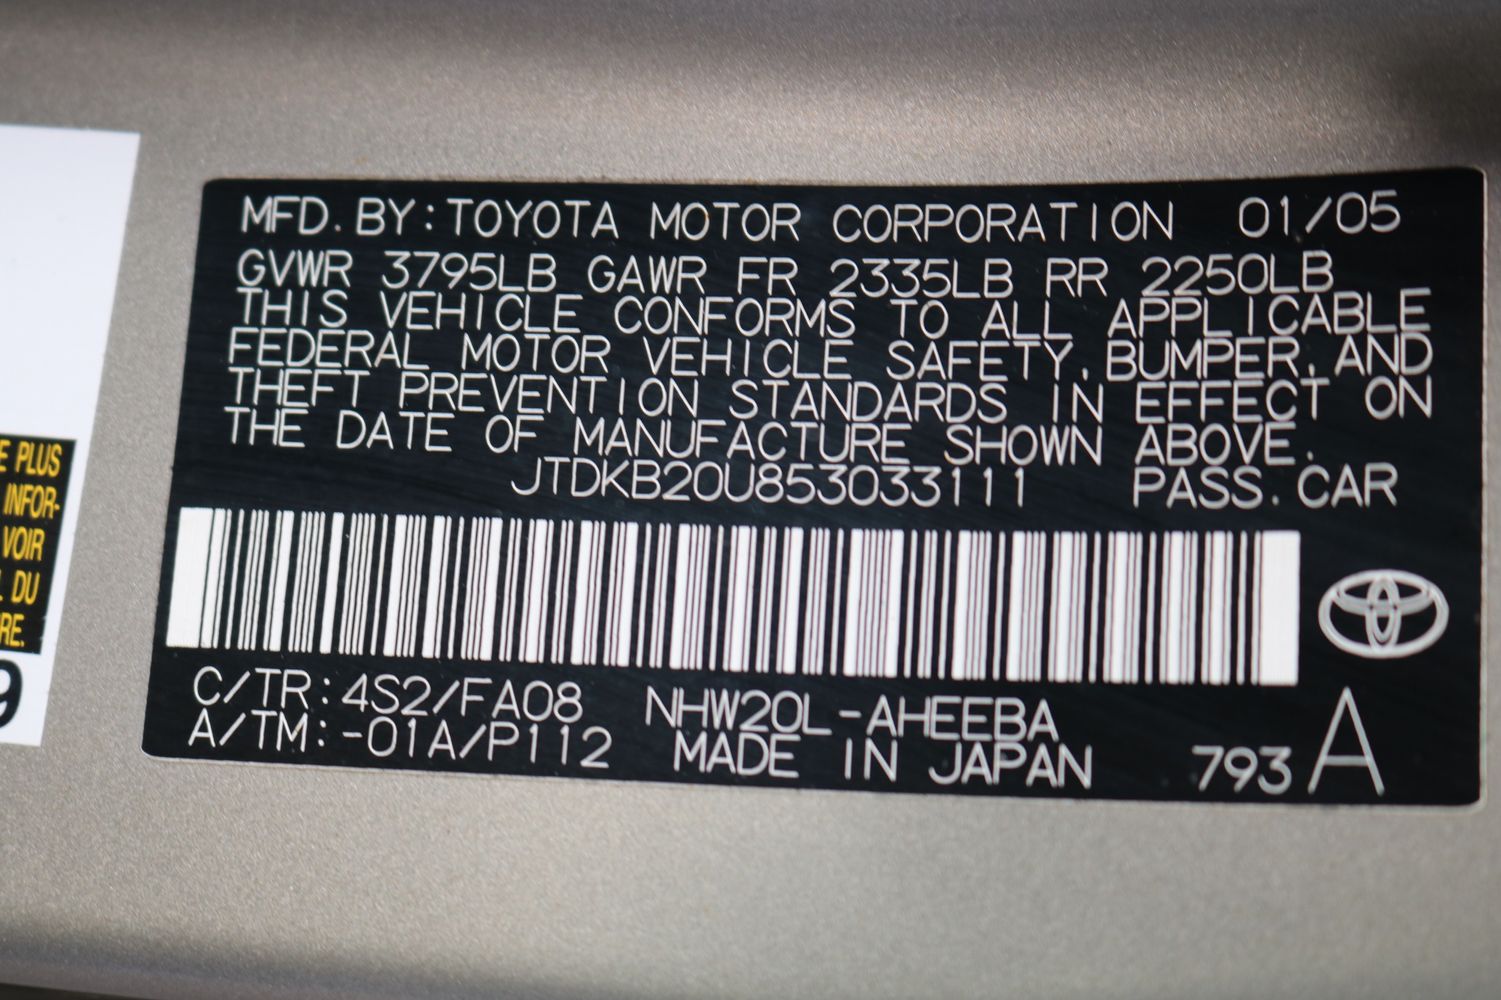 MFD. BY: TOYOTA MOTOR CORPORATION 01/05
GVWR 3795LB GAWR FR 2335LB RR 2250LB
THIS VEHICLE CONFORMS TO ALL APPLICABLE
FEDERAL MOTOR VEHICLE SAFETY, BUMPER, AND
THEFT PREVENTION STANDARDS IN EFFECT ON
THE DATE OF MANUFACTURE SHOWN ABOVE.
JTDKB20U853033111 PASS. CAR
C/TR: 4S2/FA08 NHW20L-AHEEBA
A/TM: -01A/P112 MADE IN JAPAN 793 A
E PLUS
INFOR-
VOIR
DU
RE.
9